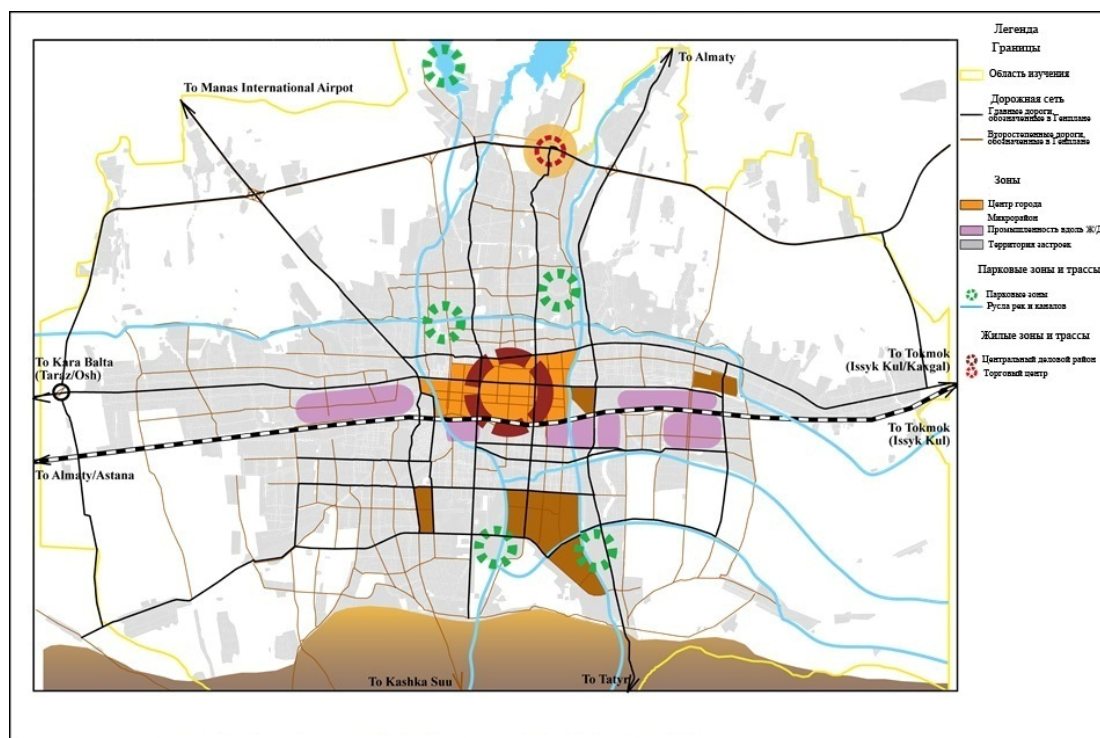 To Almaty
To Manas International Airpot
To Kara Balta
(Taraz/Osh)
To Almaty/Astana
To Tokmok
(Issyk Kul/Kaxgal)
To Tokmok
(Issyk Kul)
To Kashka Suu
To Tatyr
Легенда
Границы
Область изучения
Дорожная сеть
Главные дороги,
обозначенные в Генплане
Второстепенные дороги,
обозначенные в Генплане
Зоны
Центр города
Микрорайон
Промышленность вдоль Ж/Д
Территория застроек
Парковые зоны и трассы
Парковые зоны
Русла рек и каналов
Жилые зоны и трассы
Центральный деловой район
Торговый центр